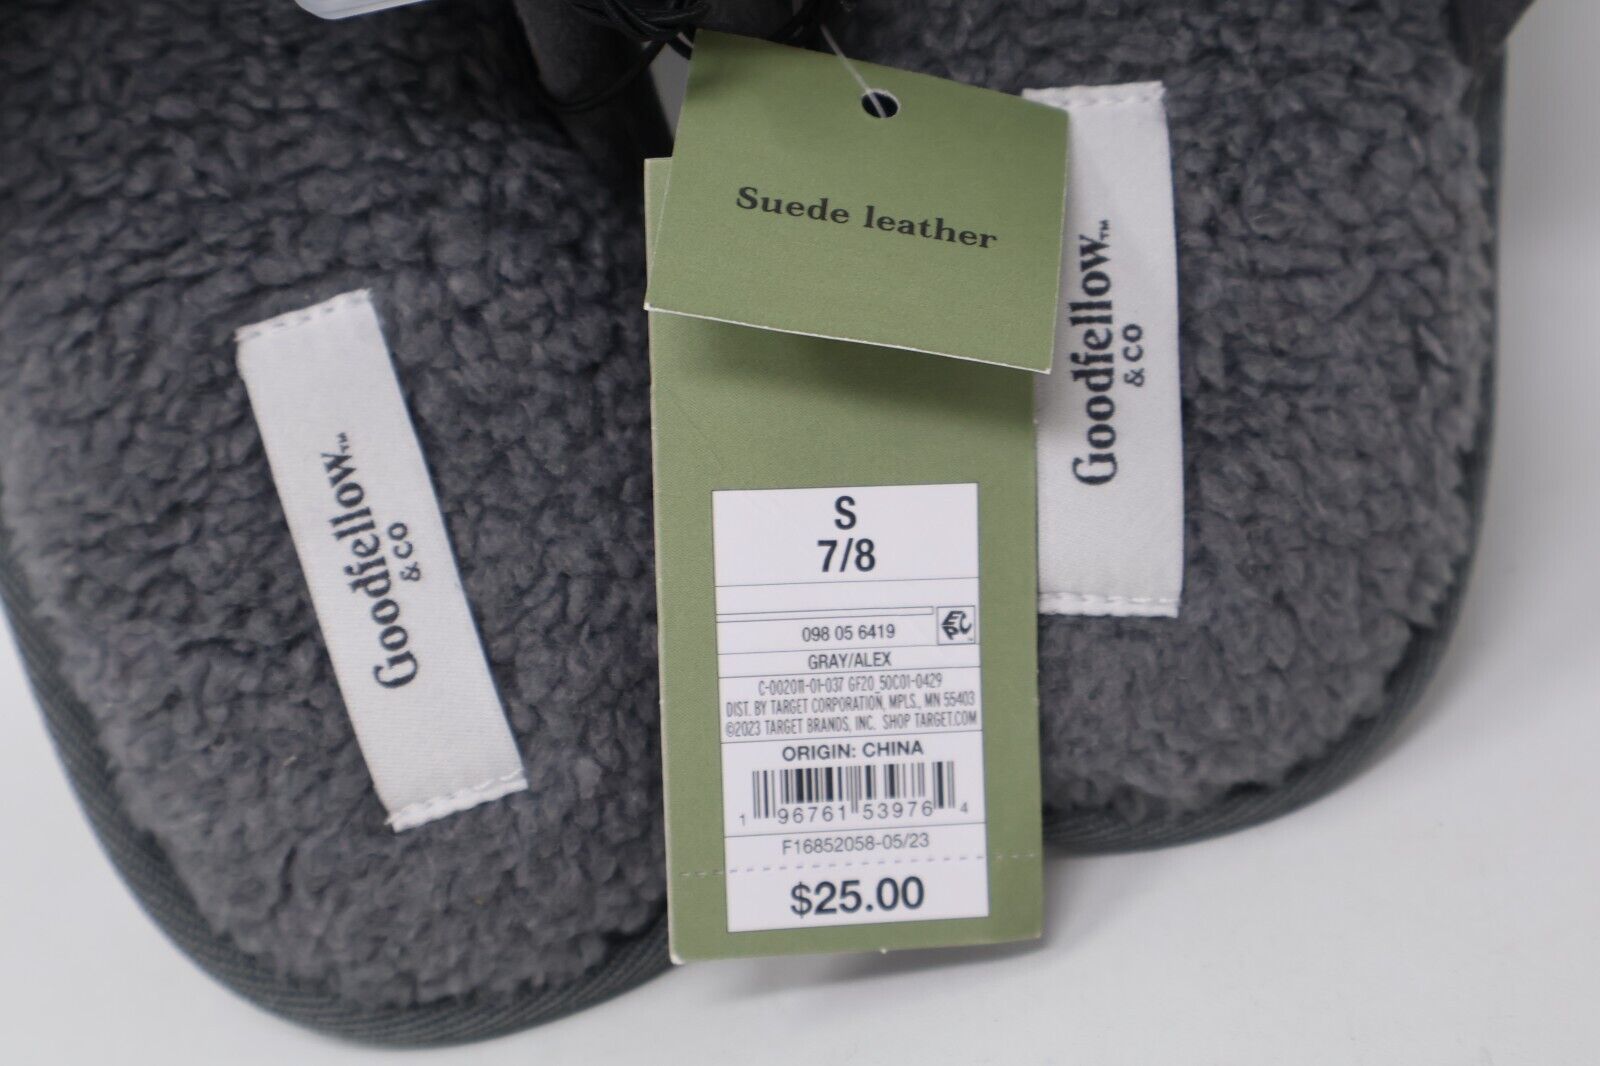 Suede leather
Goodfellow™
& CO
Goodfellow™
& CO
S
7/8
098 05 6419
GRAY/ALEX
C-002011-01-037 GF20_50C01-0429
DIST. BY TARGET CORPORATION, MPLS., MN 55403
©2023 TARGET BRANDS, INC. SHOP TARGET.COM
ORIGIN: CHINA
1 96761 53976 4
F16852058-05/23
$25.00